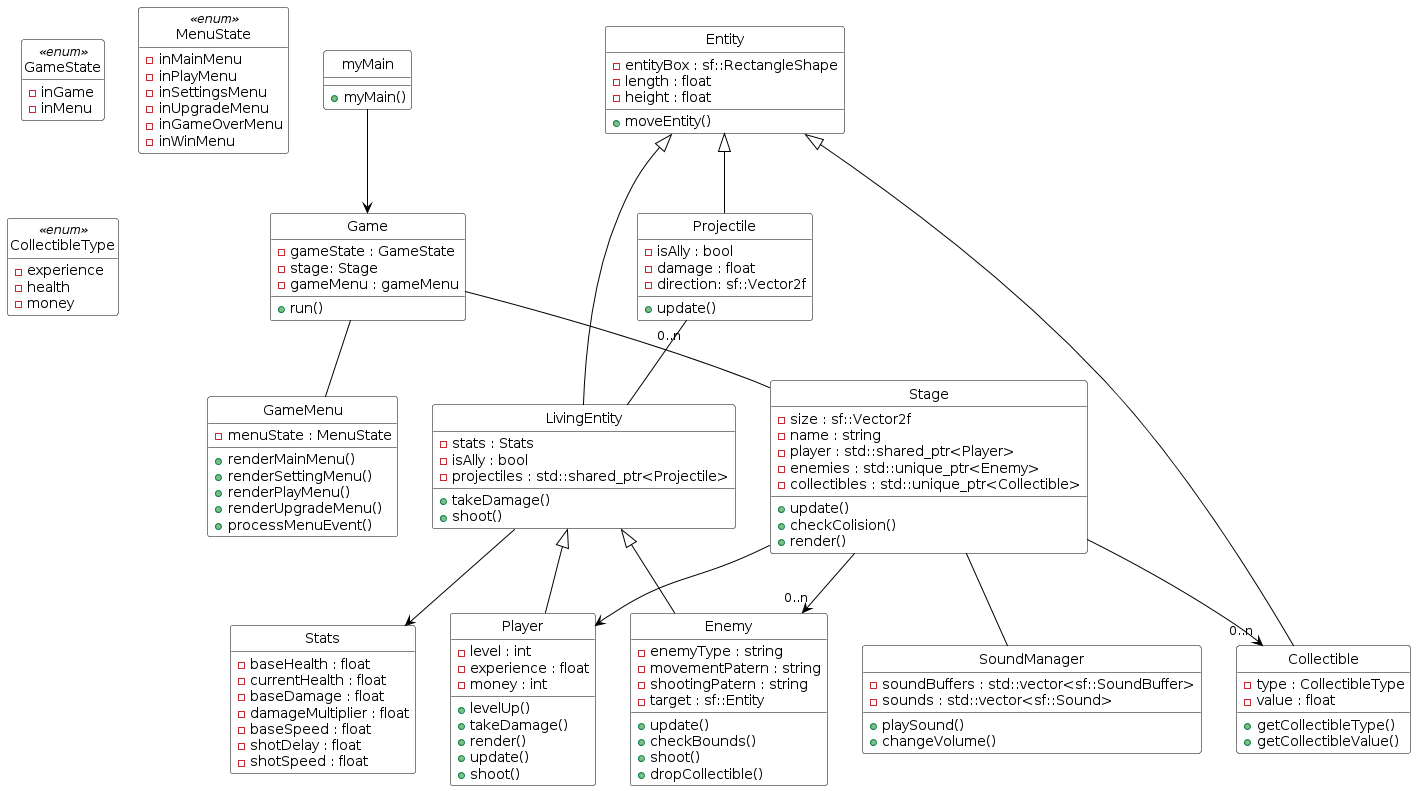 «enum»
GameState
inGame
inMenu
«enum»
MenuState
inMainMenu
inPlayMenu
inSettingsMenu
inUpgradeMenu
inGameOverMenu
inWinMenu
myMain
myMain()
Entity
entityBox : sf::RectangleShape
length : float
height : float
moveEntity()
«enum»
CollectibleType
experience
health
money
Game
gameState : GameState
stage: Stage
gameMenu : gameMenu
run()
Projectile
isAlly : bool
damage : float
direction: sf::Vector2f
update()
0..n
GameMenu
menuState : MenuState
renderMainMenu()
renderSettingMenu()
renderPlayMenu()
renderUpgradeMenu()
processMenuEvent()
LivingEntity
stats : Stats
isAlly : bool
projectiles : std::shared_ptr<Projectile>
takeDamage()
shoot()
Stage
size : sf::Vector2f
name : string
player : std::shared_ptr<Player>
enemies : std::unique_ptr<Enemy>
collectibles : std::unique_ptr<Collectible>
update()
checkColision()
render()
0..n
0..n
Stats
baseHealth : float
currentHealth : float
baseDamage : float
damageMultiplier : float
baseSpeed : float
shotDelay : float
shotSpeed : float
Player
level : int
experience : float
money : int
levelUp()
takeDamage()
render()
update()
shoot()
Enemy
enemyType : string
movementPatern : string
shootingPatern : string
target : sf::Entity
update()
checkBounds()
shoot()
dropCollectible()
SoundManager
soundBuffers : std::vector<sf::SoundBuffer>
sounds : std::vector<sf::Sound>
playSound()
changeVolume()
Collectible
type : CollectibleType
value : float
getCollectibleType()
getCollectibleValue()